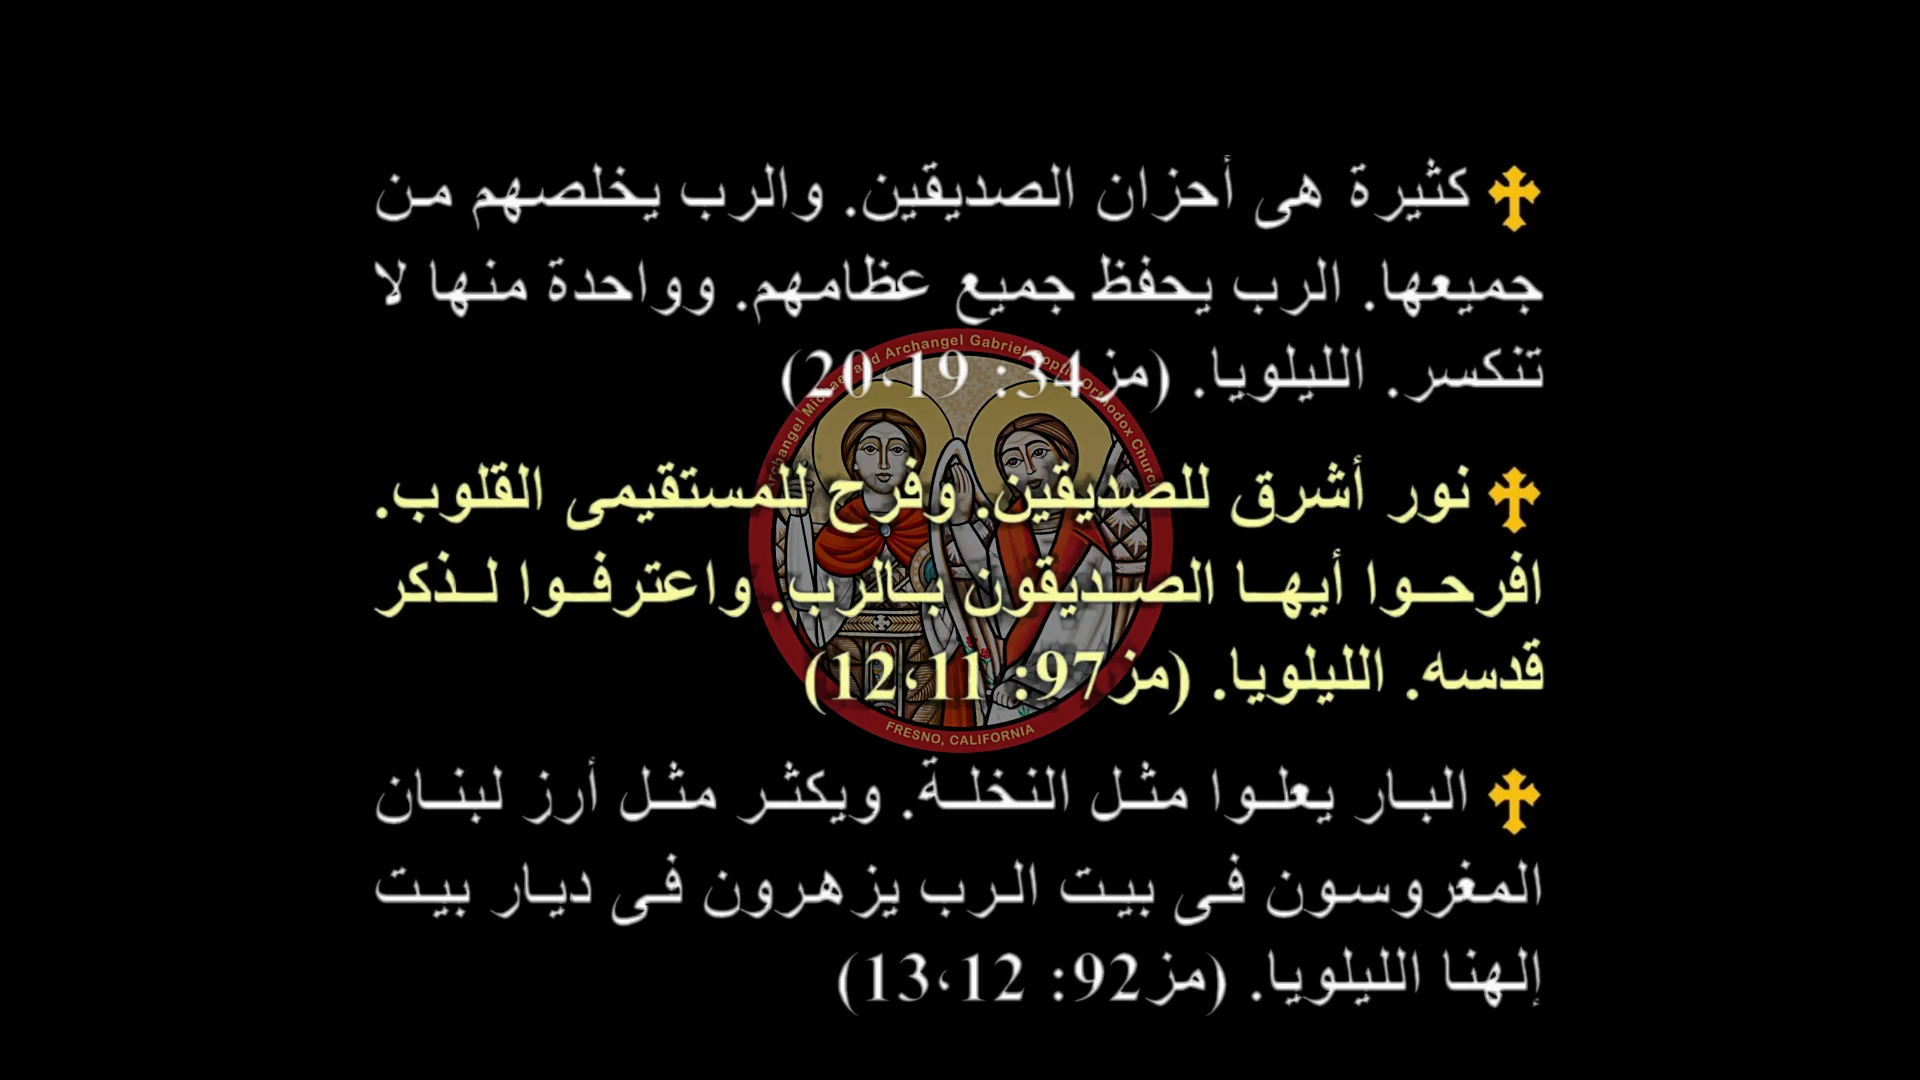 كثيرة هى أحزان الصديقين. والرب يخلصهم من
جميعها. الرب يحفظ جميع عظامهم. وواحدة منها لا
تنكسر. الليلويا. (مز34: 19،20)
نور أشرق للصديقين. وفرح للمستقيمى القلوب.
افرحوا أيها الصديقون بالرب. واعترفوا لذكر
قدسه. الليلويا. (مز97: 11،12)
البار يعلوا مثل النخلة. ويكثر مثل أرز لبنان
المغروسون فى بيت الرب يزهرون فى ديار بيت
إلهنا الليلويا. (مز92: 12،13)
Archangel Michael and Archangel Gabriel Coptic Orthodox Church
FRESNO, CALIFORNIA